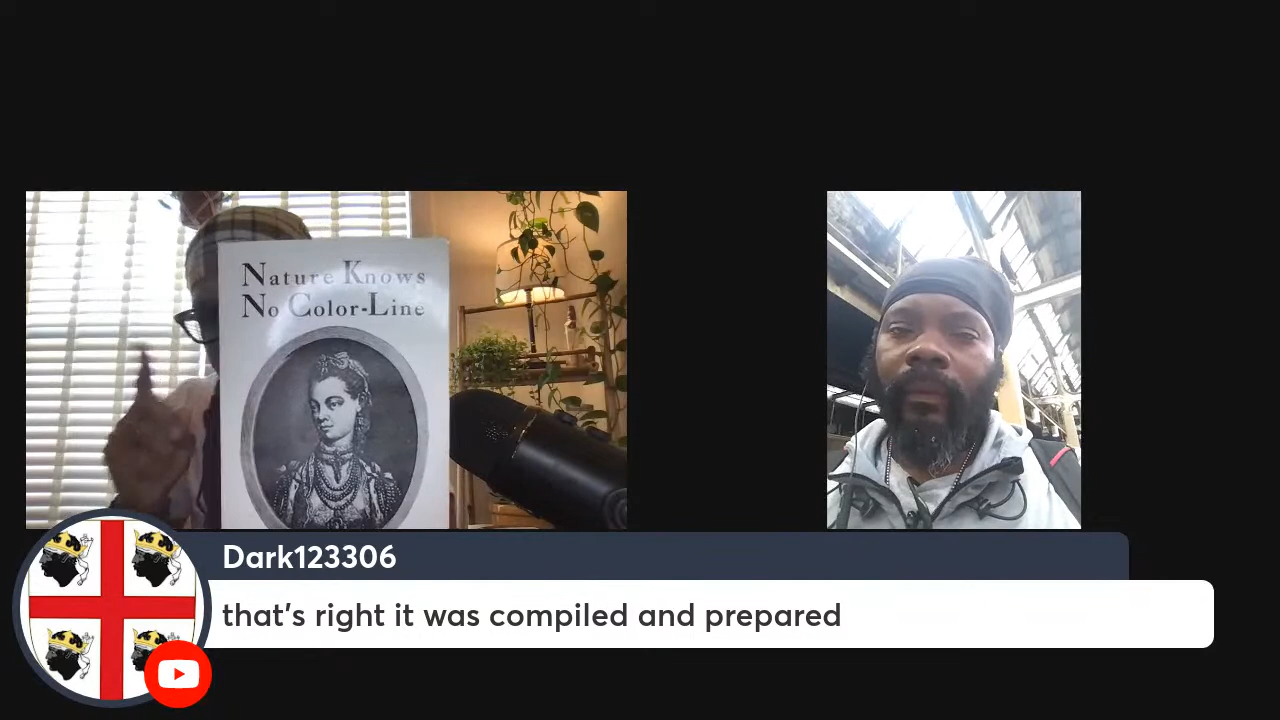 Nature Knows
No Color-Line
Dark123306
that's right it was compiled and prepared